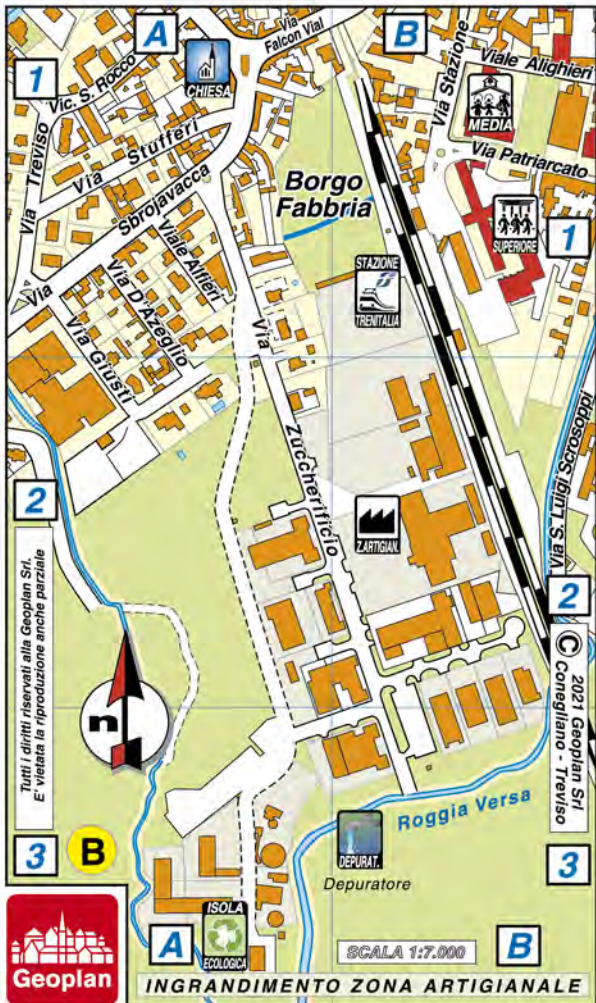 A
B
Via
Falcon Vial
1
Vic. S. ROCCO
CHIESA
Via Stazione
Viale Alighieri
MEDIA
Via Treviso
Via Stufferi
Via Patriarcato
Borgo
Fabbria
Via Sbrojavacca
Viale Alfieri
SUPERIORE
1
STAZIONE
TRENITALIA
Via D'Azeglio
Via Giusti
Via Zuccherificio
Via S. Luigi Scrosoppi
2
Z.ARTIGIAN.
2
Tutti i diritti riservati alla Geoplan Srl.
E' vietata la riproduzione anche parziale
n
© 2021 Geoplan Srl
Conegliano - Treviso
Roggia Versa
3
B
DEPURAT.
Depuratore
3
ISOLA
ECOLOGICA
A
SCALA 1:7.000
B
Geoplan
INGRANDIMENTO ZONA ARTIGIANALE